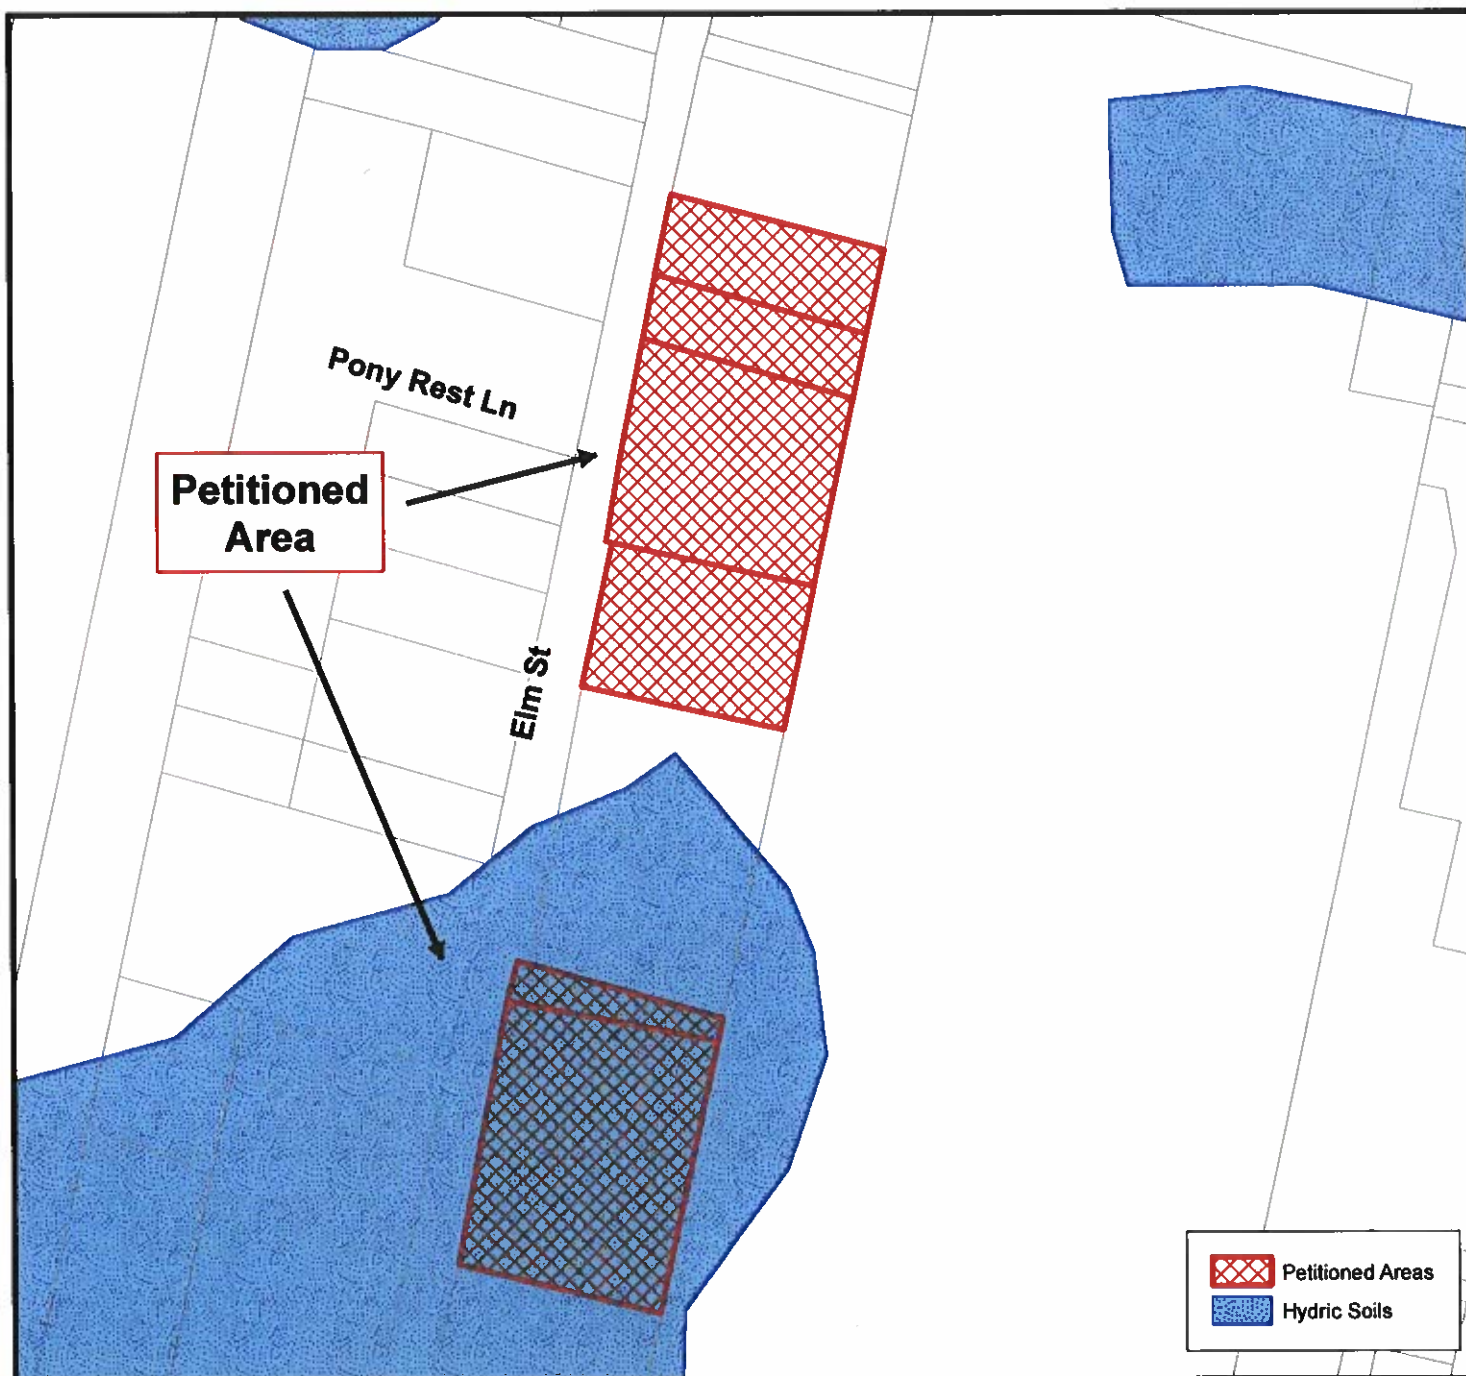 Pony Rest Ln
Petitioned
Area
Elm St
Petitioned Areas
Hydric Soils